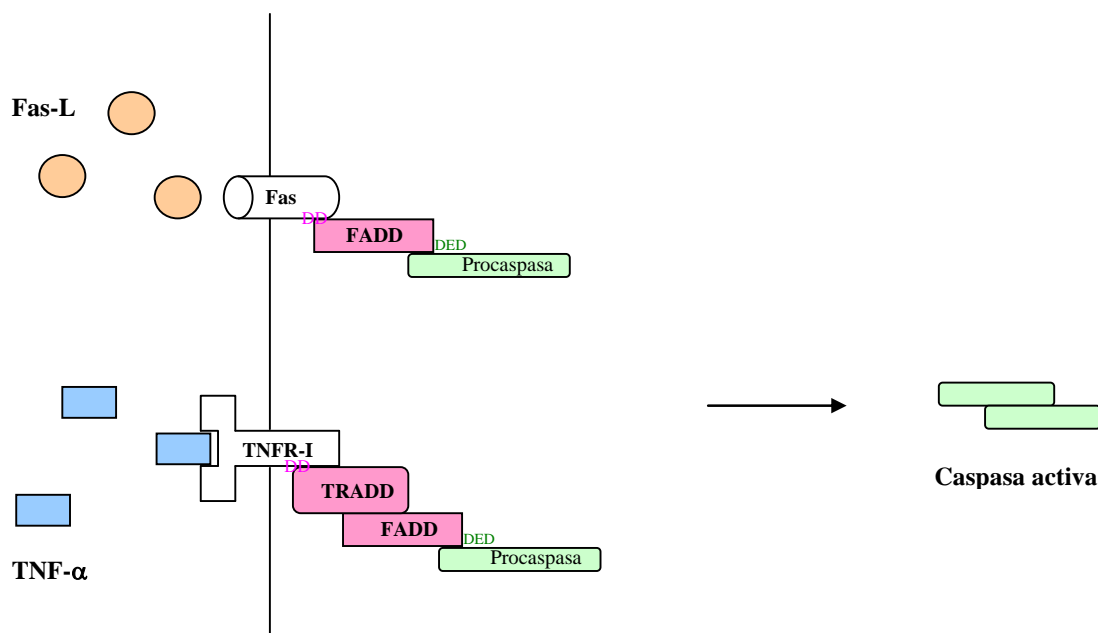 Fas-L
Fas
DD
FADD
DED
Procaspasa
TNFR-I
DD
TRADD
FADD
DED
Procaspasa
TNF-α
Caspasa activa